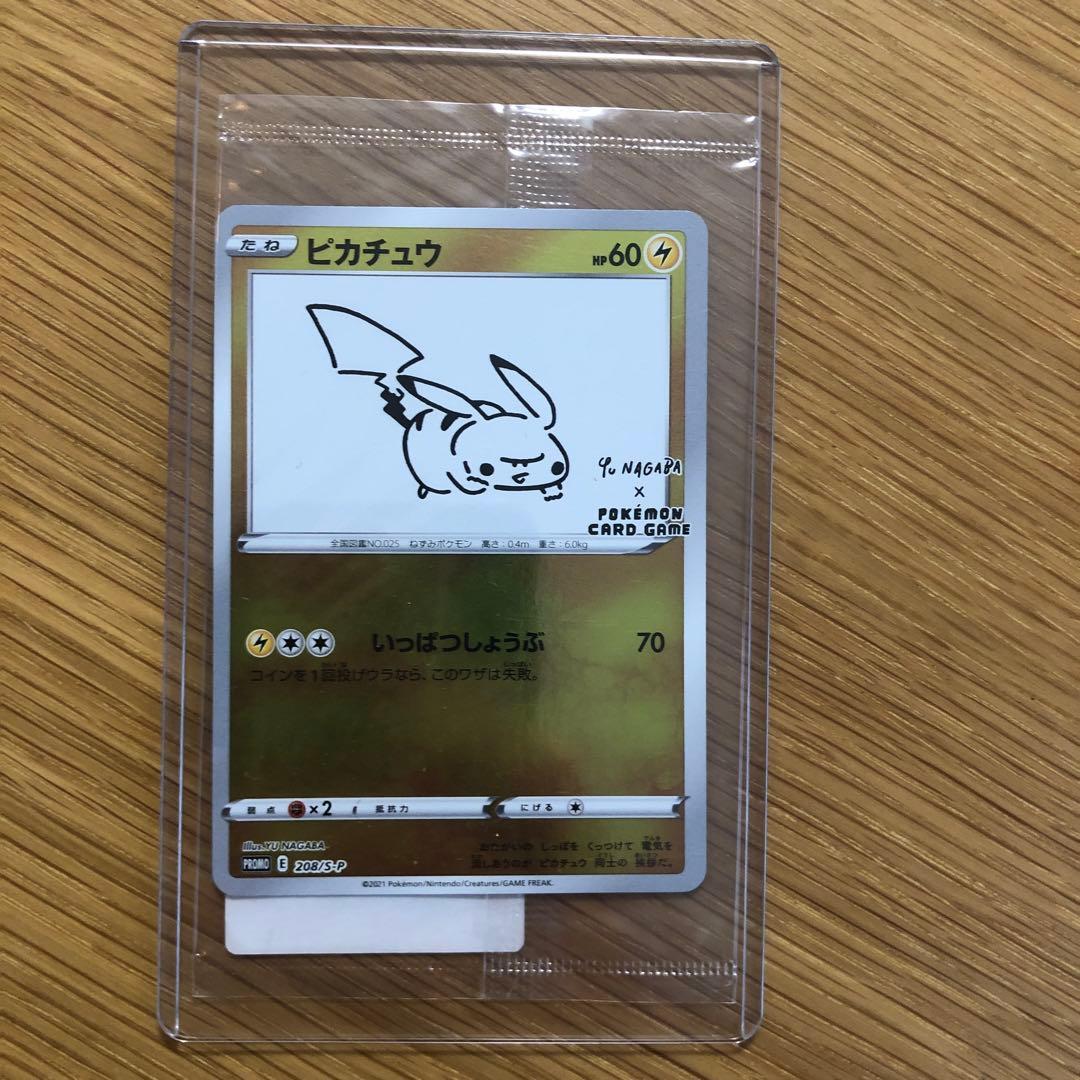 たね ピカチュウ HP60
Yu NAGABA
×
POKÉMON
CARD GAME
全国図鑑NO.025 ねずみポケモン 高さ:0.4m 重さ:6.0kg
いっぱつしょうぶ 70
コインを1回投げウラなら、このワザは失敗。
弱点 ×2 抵抗力 にげる
Illus. YU NAGABA
おたがいの しっぽを くっつけて 電気を
流しあうのが ピカチュウ 同士の 挨拶だ。
PROMO E 208/S-P
©2021 Pokémon/Nintendo/Creatures/GAME FREAK.